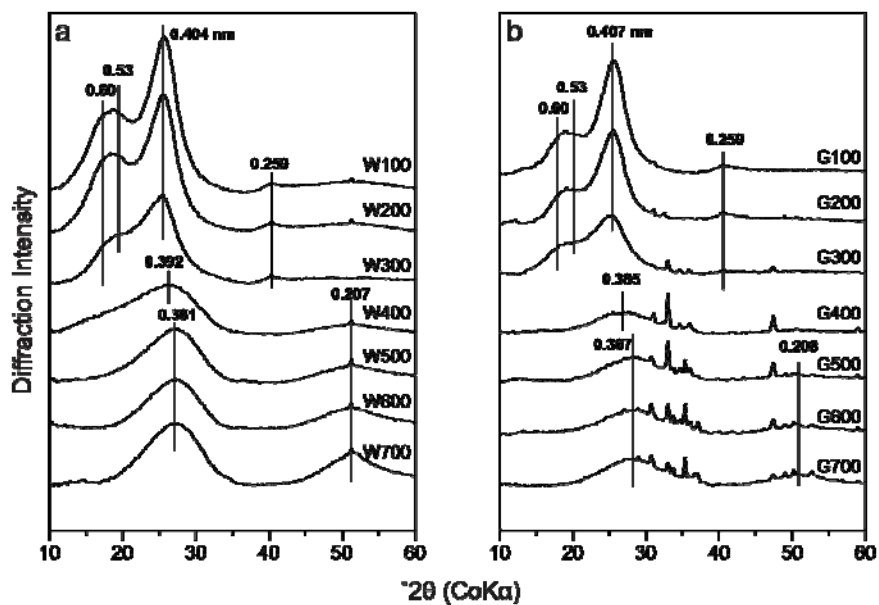 a
0.404 nm
0.53
0.60
0.259
W100
W200
W300
0.392
0.207
W400
0.381
W500
W600
W700
10 20 30 40 50 60
b
0.407 nm
0.53
0.60
0.259
G100
G200
G300
0.385
G400
0.367
0.208
G500
G600
G700
10 20 30 40 50 60
Diffraction Intensity
°2θ (CoKα)